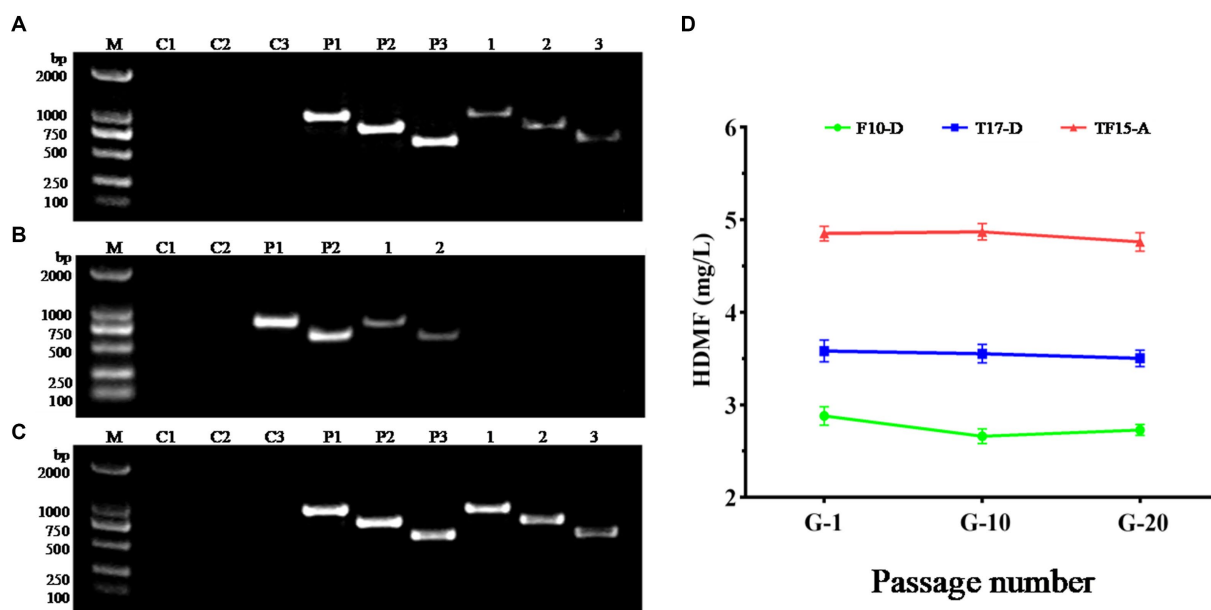 A
M C1 C2 C3 P1 P2 P3 1 2 3
bp
2000
1000
750
500
250
100
B
M C1 C2 P1 P2 1 2
bp
2000
1000
750
500
250
100
C
M C1 C2 C3 P1 P2 P3 1 2 3
bp
2000
1000
750
500
250
100
D
F10-D T17-D TF15-A
HDMF (mg/L)
6
5
4
3
2
G-1 G-10 G-20
Passage number